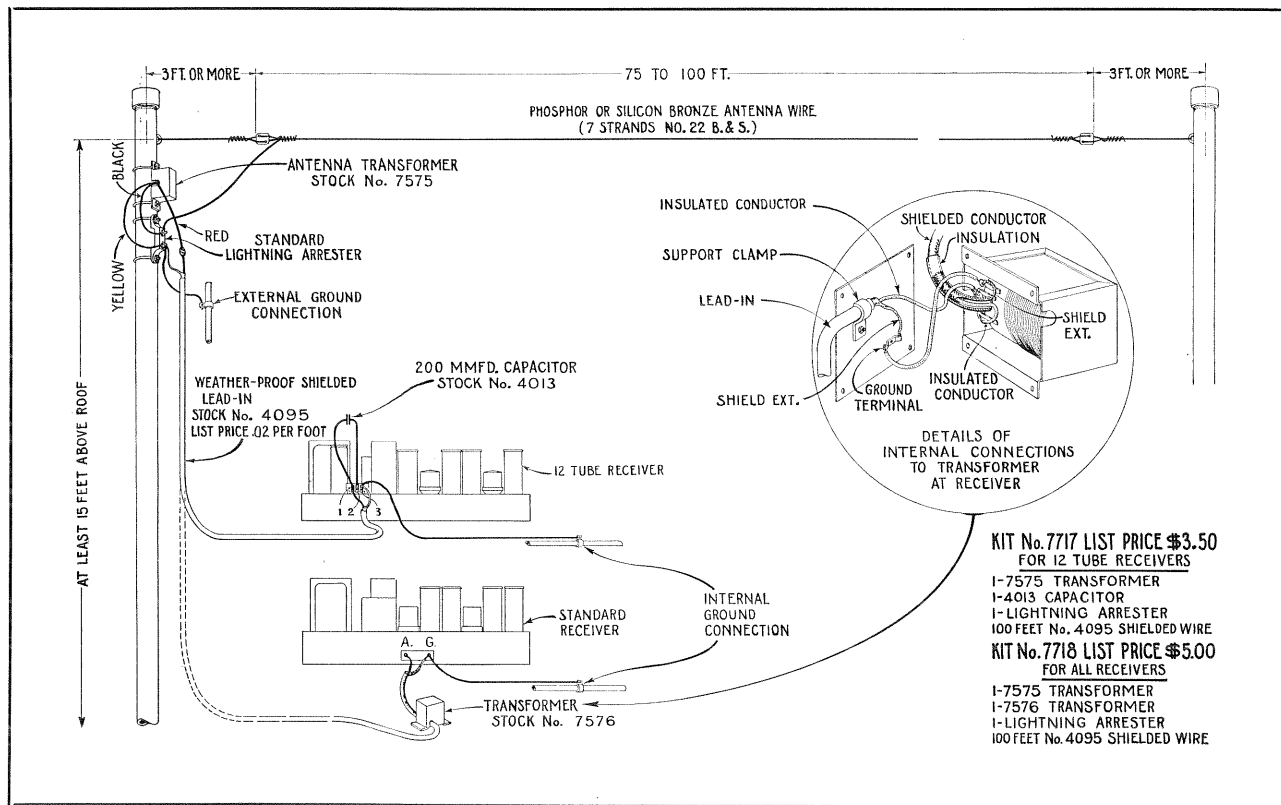 3 FT. OR MORE
75 TO 100 FT.
3 FT. OR MORE
PHOSPHOR OR SILICON BRONZE ANTENNA WIRE
(7 STRANDS NO. 22 B.& S.)
BLACK
ANTENNA TRANSFORMER
STOCK No. 7575
RED
STANDARD
LIGHTNING ARRESTER
YELLOW
EXTERNAL GROUND
CONNECTION
AT LEAST 15 FEET ABOVE ROOF
WEATHER-PROOF SHIELDED
LEAD-IN
STOCK No. 4095
LIST PRICE .02 PER FOOT
200 MMFD. CAPACITOR
STOCK No. 4013
12 TUBE RECEIVER
1 2 3
INTERNAL
GROUND
CONNECTION
STANDARD
RECEIVER
A. G.
TRANSFORMER
STOCK No. 7576
INSULATED CONDUCTOR
SUPPORT CLAMP
LEAD-IN
SHIELDED CONDUCTOR
INSULATION
SHIELD
EXT.
INSULATED
CONDUCTOR
GROUND
TERMINAL
SHIELD EXT.
DETAILS OF
INTERNAL CONNECTIONS
TO TRANSFORMER
AT RECEIVER
KIT No. 7717 LIST PRICE $3.50
FOR 12 TUBE RECEIVERS
1-7575 TRANSFORMER
1-4013 CAPACITOR
1-LIGHTNING ARRESTER
100 FEET No. 4095 SHIELDED WIRE
KIT No. 7718 LIST PRICE $5.00
FOR ALL RECEIVERS
1-7575 TRANSFORMER
1-7576 TRANSFORMER
1-LIGHTNING ARRESTER
100 FEET No. 4095 SHIELDED WIRE